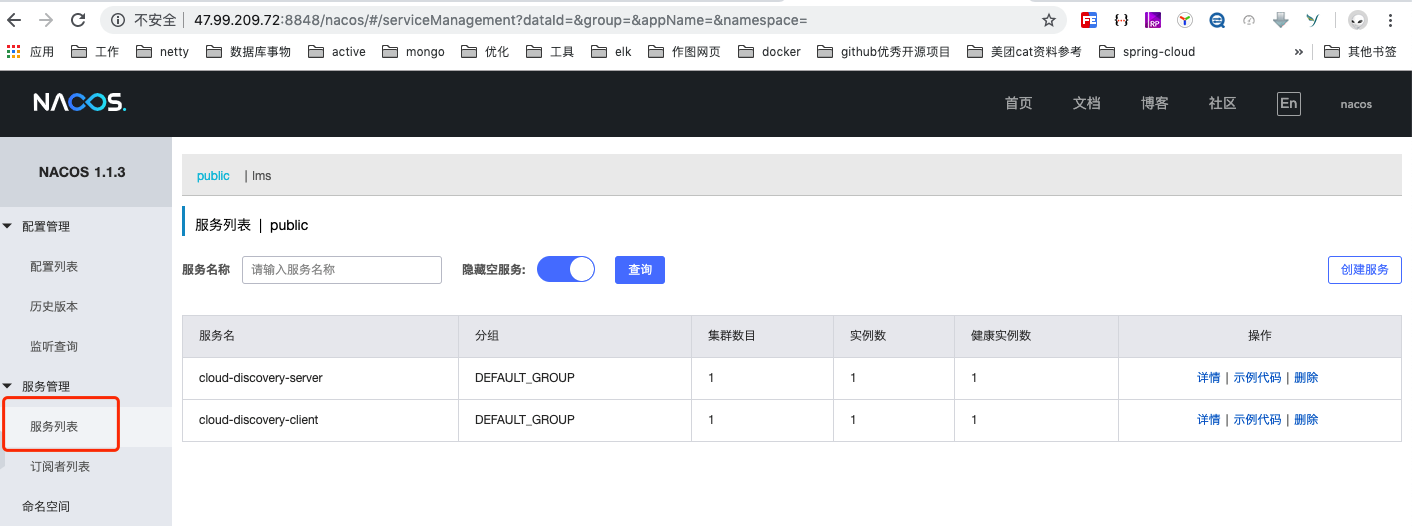 不安全 | 47.99.209.72:8848/nacos/#/serviceManagement?dataId=&group=&appName=&namespace=
FE {··} RP
应用 工作 netty 数据库事物 active mongo 优化 工具 elk 作图网页 docker github优秀开源项目 美团cat资料参考 spring-cloud » 其他书签
NACOS. 首页 文档 博客 社区 En nacos
NACOS 1.1.3
配置管理
配置列表
历史版本
监听查询
服务管理
服务列表
订阅者列表
命名空间
public | lms
服务列表 | public
服务名称 请输入服务名称 隐藏空服务: 查询 创建服务
服务名 分组 集群数目 实例数 健康实例数 操作
cloud-discovery-server DEFAULT_GROUP 1 1 1 详情 | 示例代码 | 删除
cloud-discovery-client DEFAULT_GROUP 1 1 1 详情 | 示例代码 | 删除